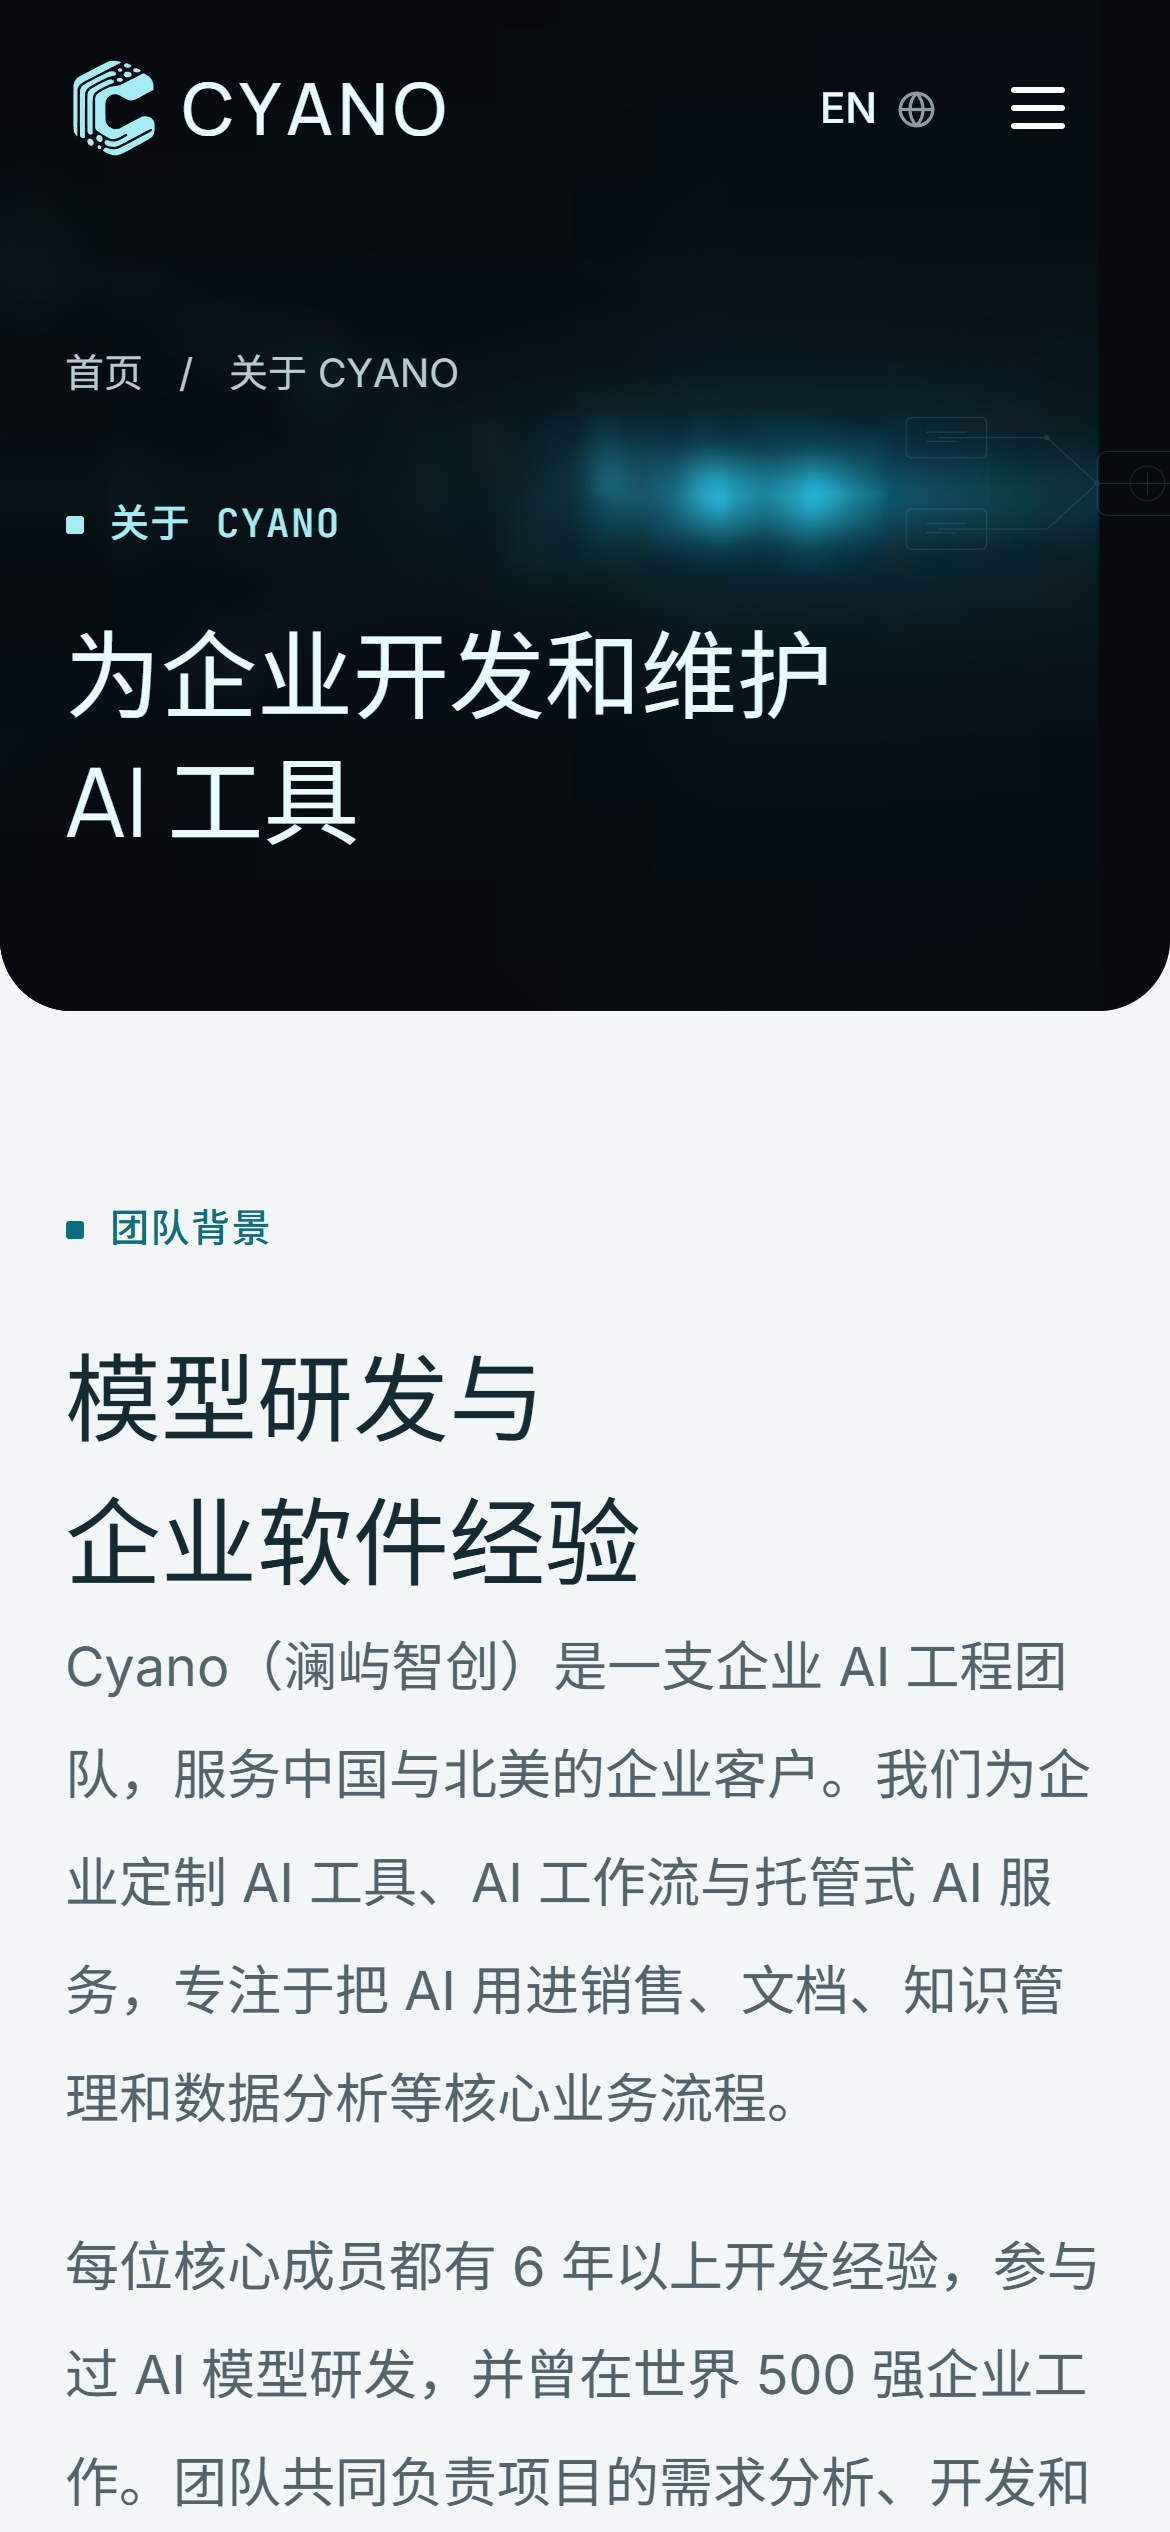 CYANO
EN
首页 / 关于 CYANO
关于 CYANO
为企业开发和维护
AI 工具
团队背景
模型研发与
企业软件经验
Cyano（澜屿智创）是一支企业 AI 工程团
队，服务中国与北美的企业客户。我们为企
业定制 AI 工具、AI 工作流与托管式 AI 服
务，专注于把 AI 用进销售、文档、知识管
理和数据分析等核心业务流程。
每位核心成员都有 6 年以上开发经验，参与
过 AI 模型研发，并曾在世界 500 强企业工
作。团队共同负责项目的需求分析、开发和